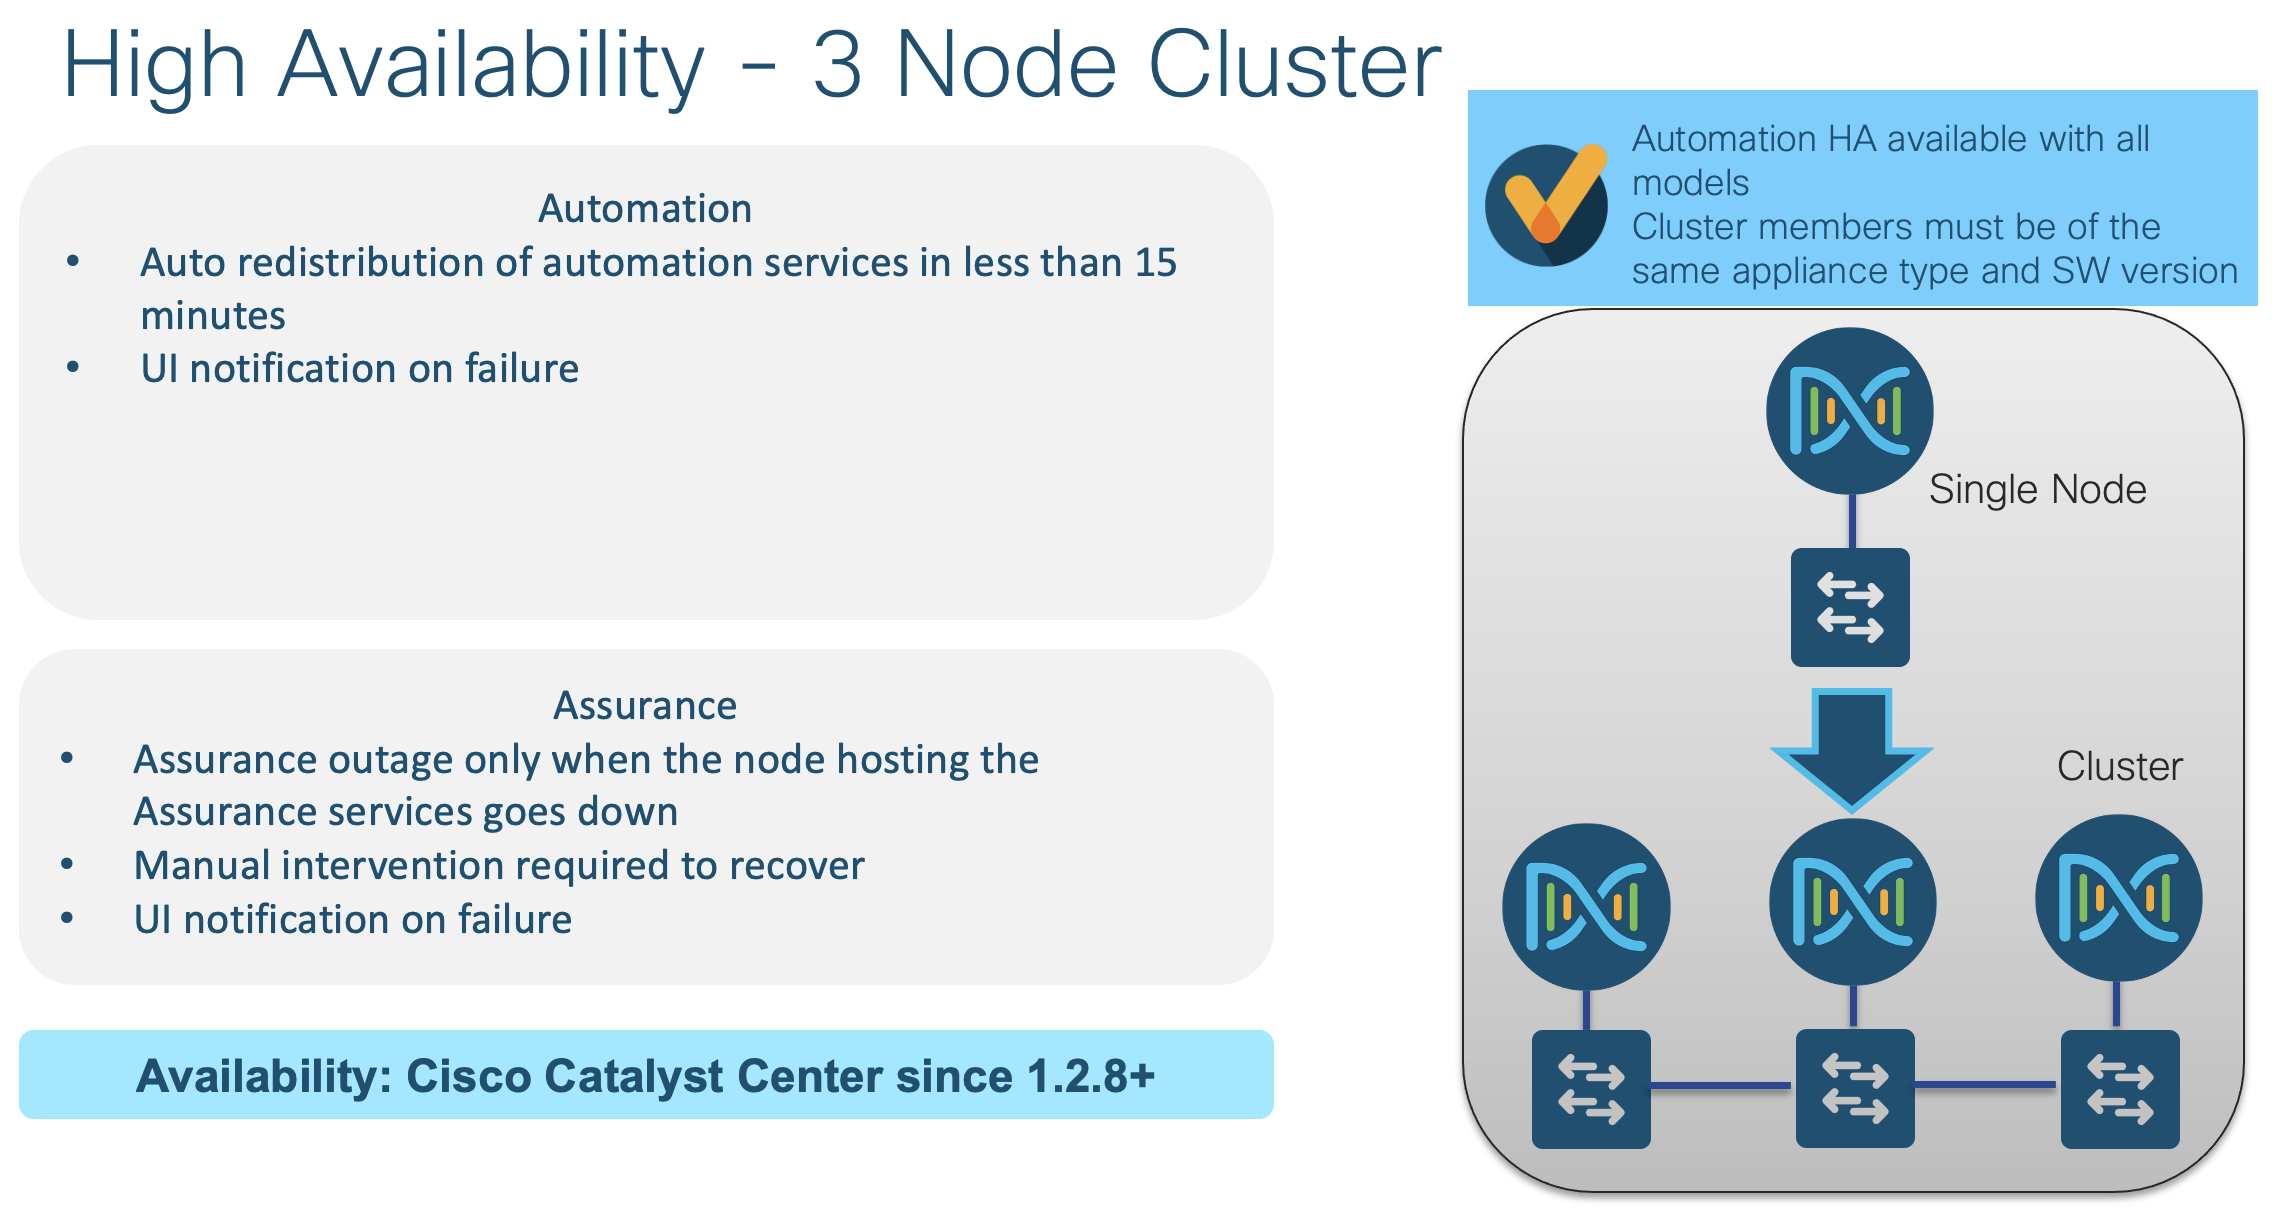 High Availability - 3 Node Cluster
Automation
• Auto redistribution of automation services in less than 15
minutes
• UI notification on failure
Assurance
• Assurance outage only when the node hosting the
Assurance services goes down
• Manual intervention required to recover
• UI notification on failure
Availability: Cisco Catalyst Center since 1.2.8+
Automation HA available with all
models
Cluster members must be of the
same appliance type and SW version
Single Node
Cluster